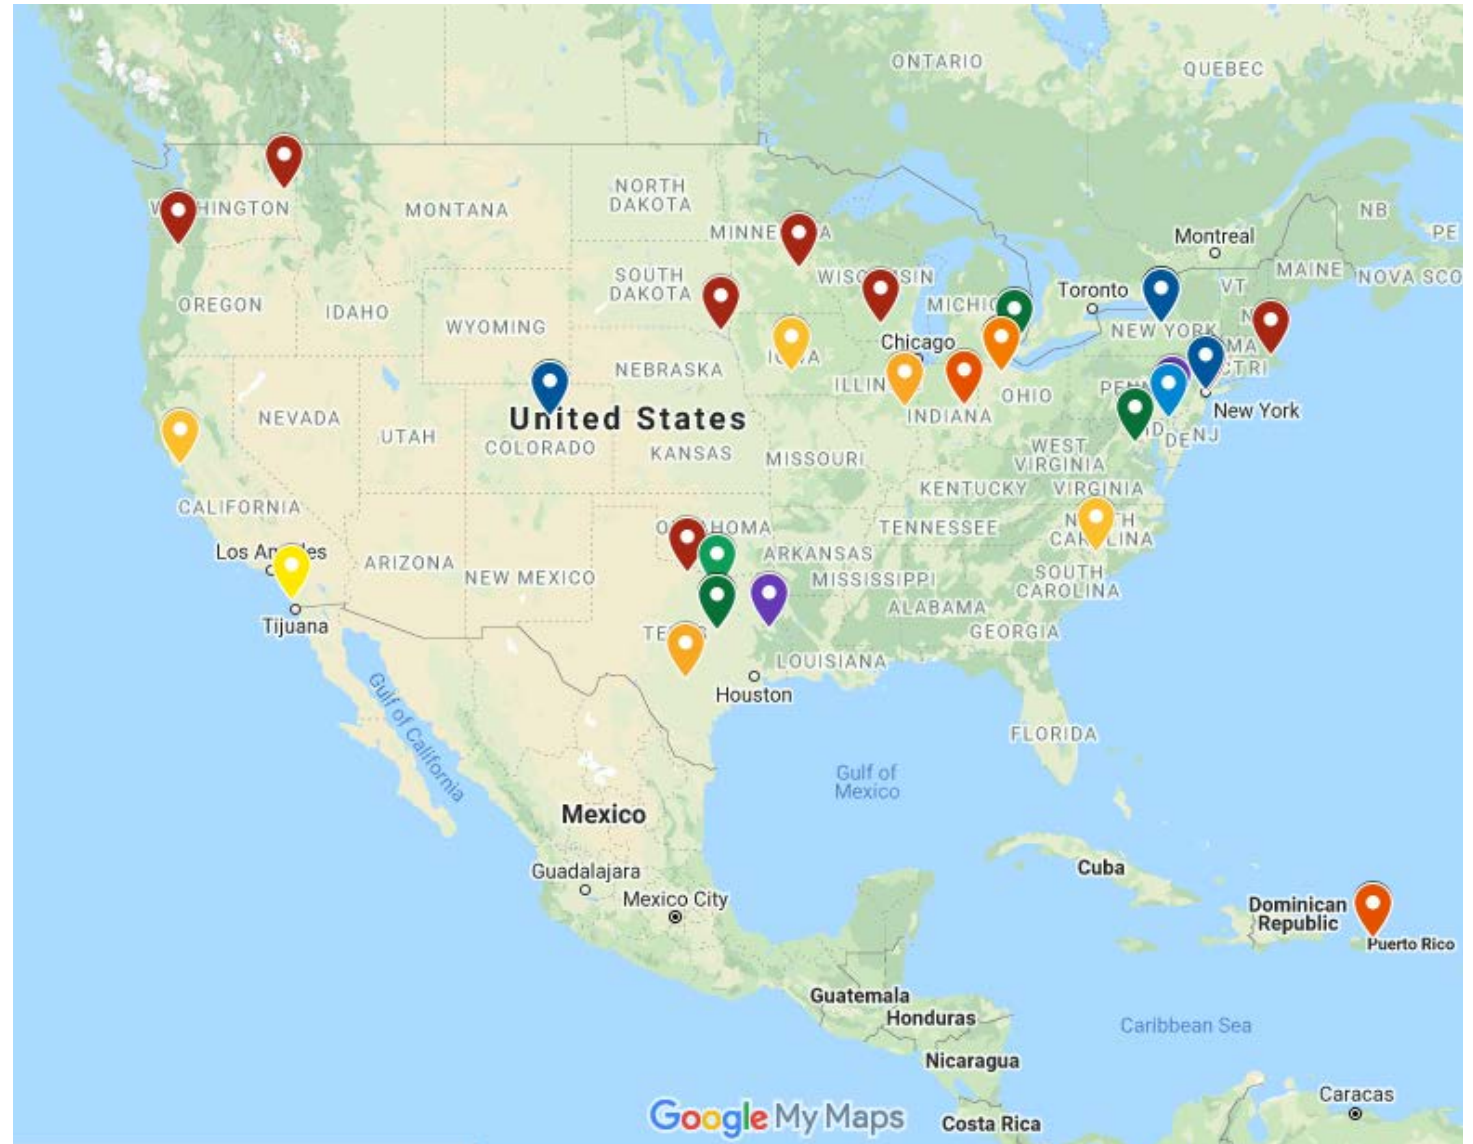 ONTARIO
QUEBEC
NORTH
DAKOTA
MONTANA
NB
PE
Montreal
MAINE
NOVA SCO
SOUTH
DAKOTA
OREGON
IDAHO
WYOMING
Toronto
VT
NEW YORK
MA
Chicago
NEBRASKA
OHIO
INDIANA
New York
DE
NJ
NEVADA
UTAH
United States
COLORADO
KANSAS
MISSOURI
WEST
VIRGINIA
KENTUCKY
VIRGINIA
CALIFORNIA
TENNESSEE
ARKANSAS
ARIZONA
NEW MEXICO
MISSISSIPPI
SOUTH
CAROLINA
ALABAMA
GEORGIA
Tijuana
LOUISIANA
Houston
FLORIDA
Gulf of California
Gulf of
Mexico
Mexico
Guadalajara
Mexico City
Cuba
Dominican
Republic
Puerto Rico
Guatemala
Honduras
Nicaragua
Caribbean Sea
Caracas
Costa Rica
Google My Maps